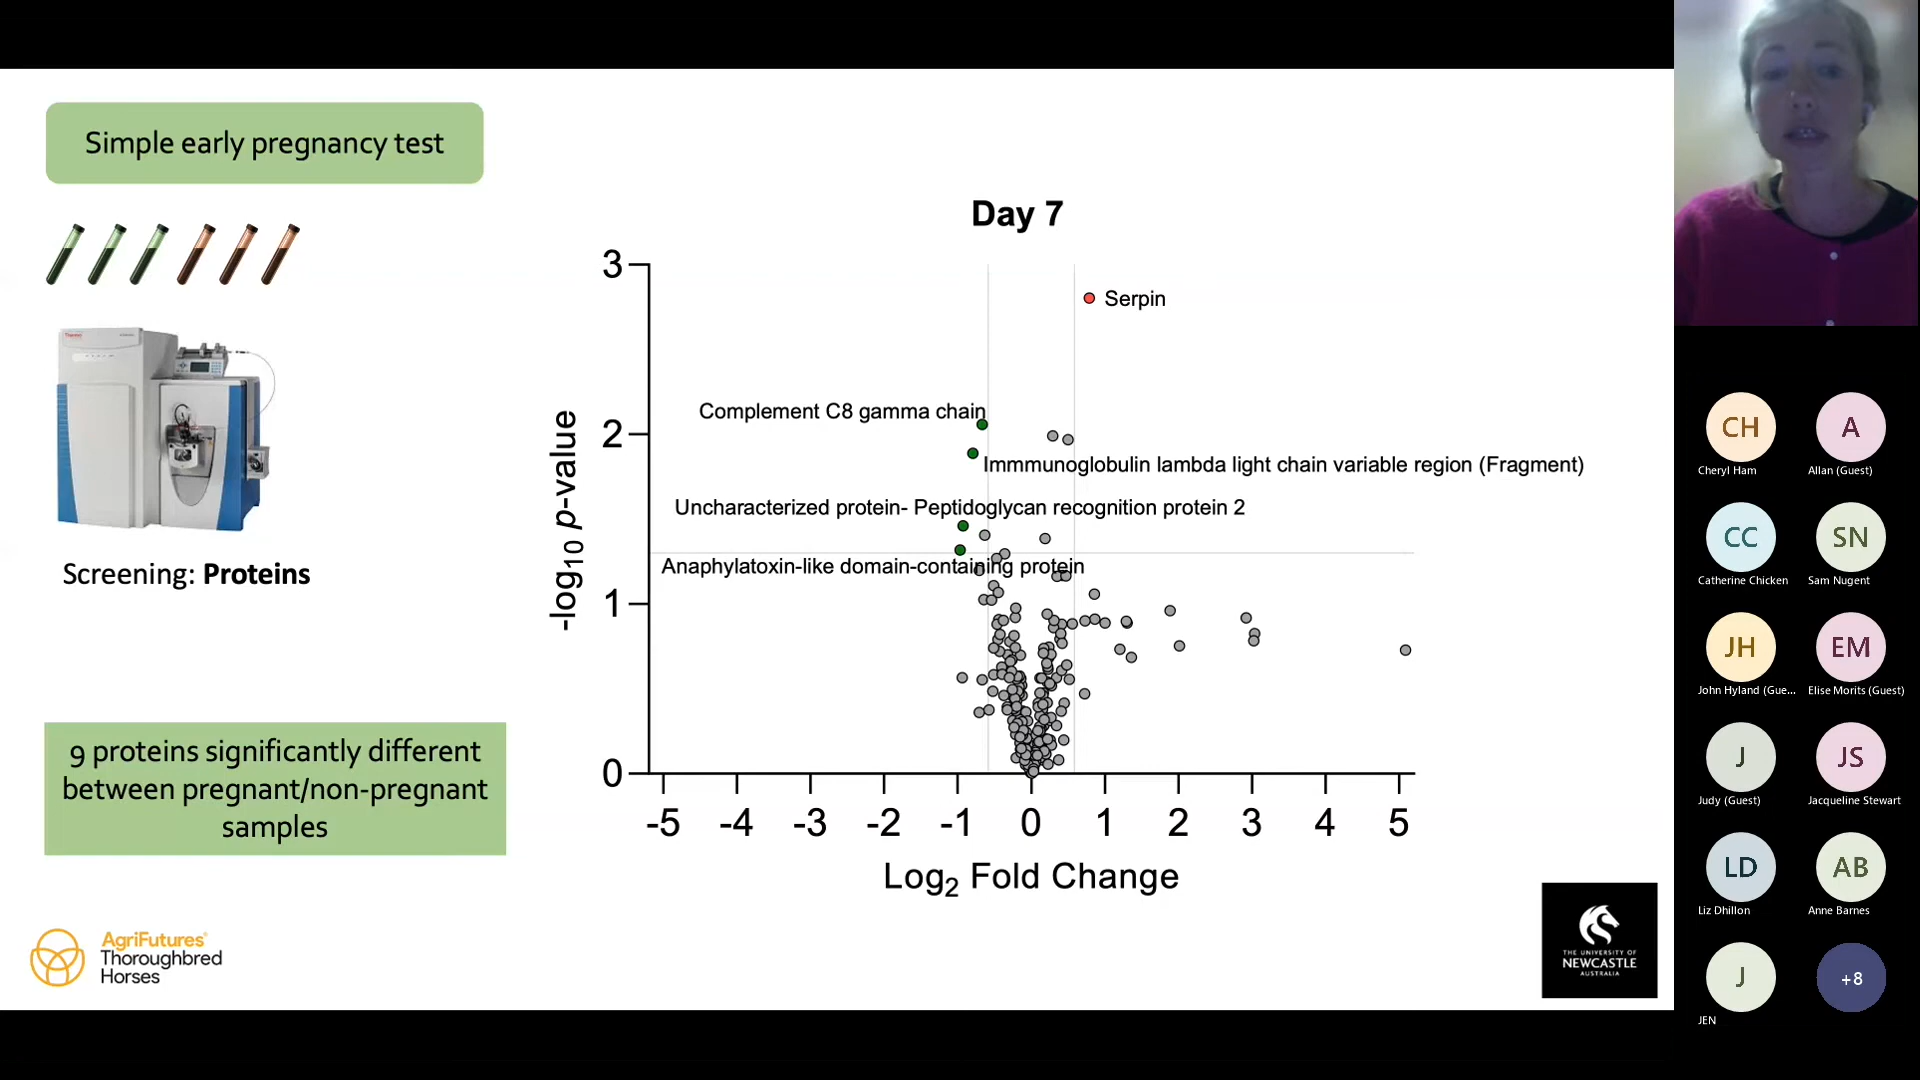 Simple early pregnancy test
Screening: Proteins
9 proteins significantly different
between pregnant/non-pregnant
samples
AgriFutures®
Thoroughbred
Horses
Day 7
3
2
1
0
-log10 p-value
Serpin
Complement C8 gamma chain
Immmunoglobulin lambda light chain variable region (Fragment)
Uncharacterized protein- Peptidoglycan recognition protein 2
Anaphylatoxin-like domain-containing protein
-5 -4 -3 -2 -1 0 1 2 3 4 5
Log2 Fold Change
THE UNIVERSITY OF
NEWCASTLE
AUSTRALIA
CH
Cheryl Ham
A
Allan (Guest)
CC
Catherine Chicken
SN
Sam Nugent
JH
John Hyland (Gue...
EM
Elise Morits (Guest)
J
Judy (Guest)
JS
Jacqueline Stewart
LD
Liz Dhillon
AB
Anne Barnes
J
JEN
+8